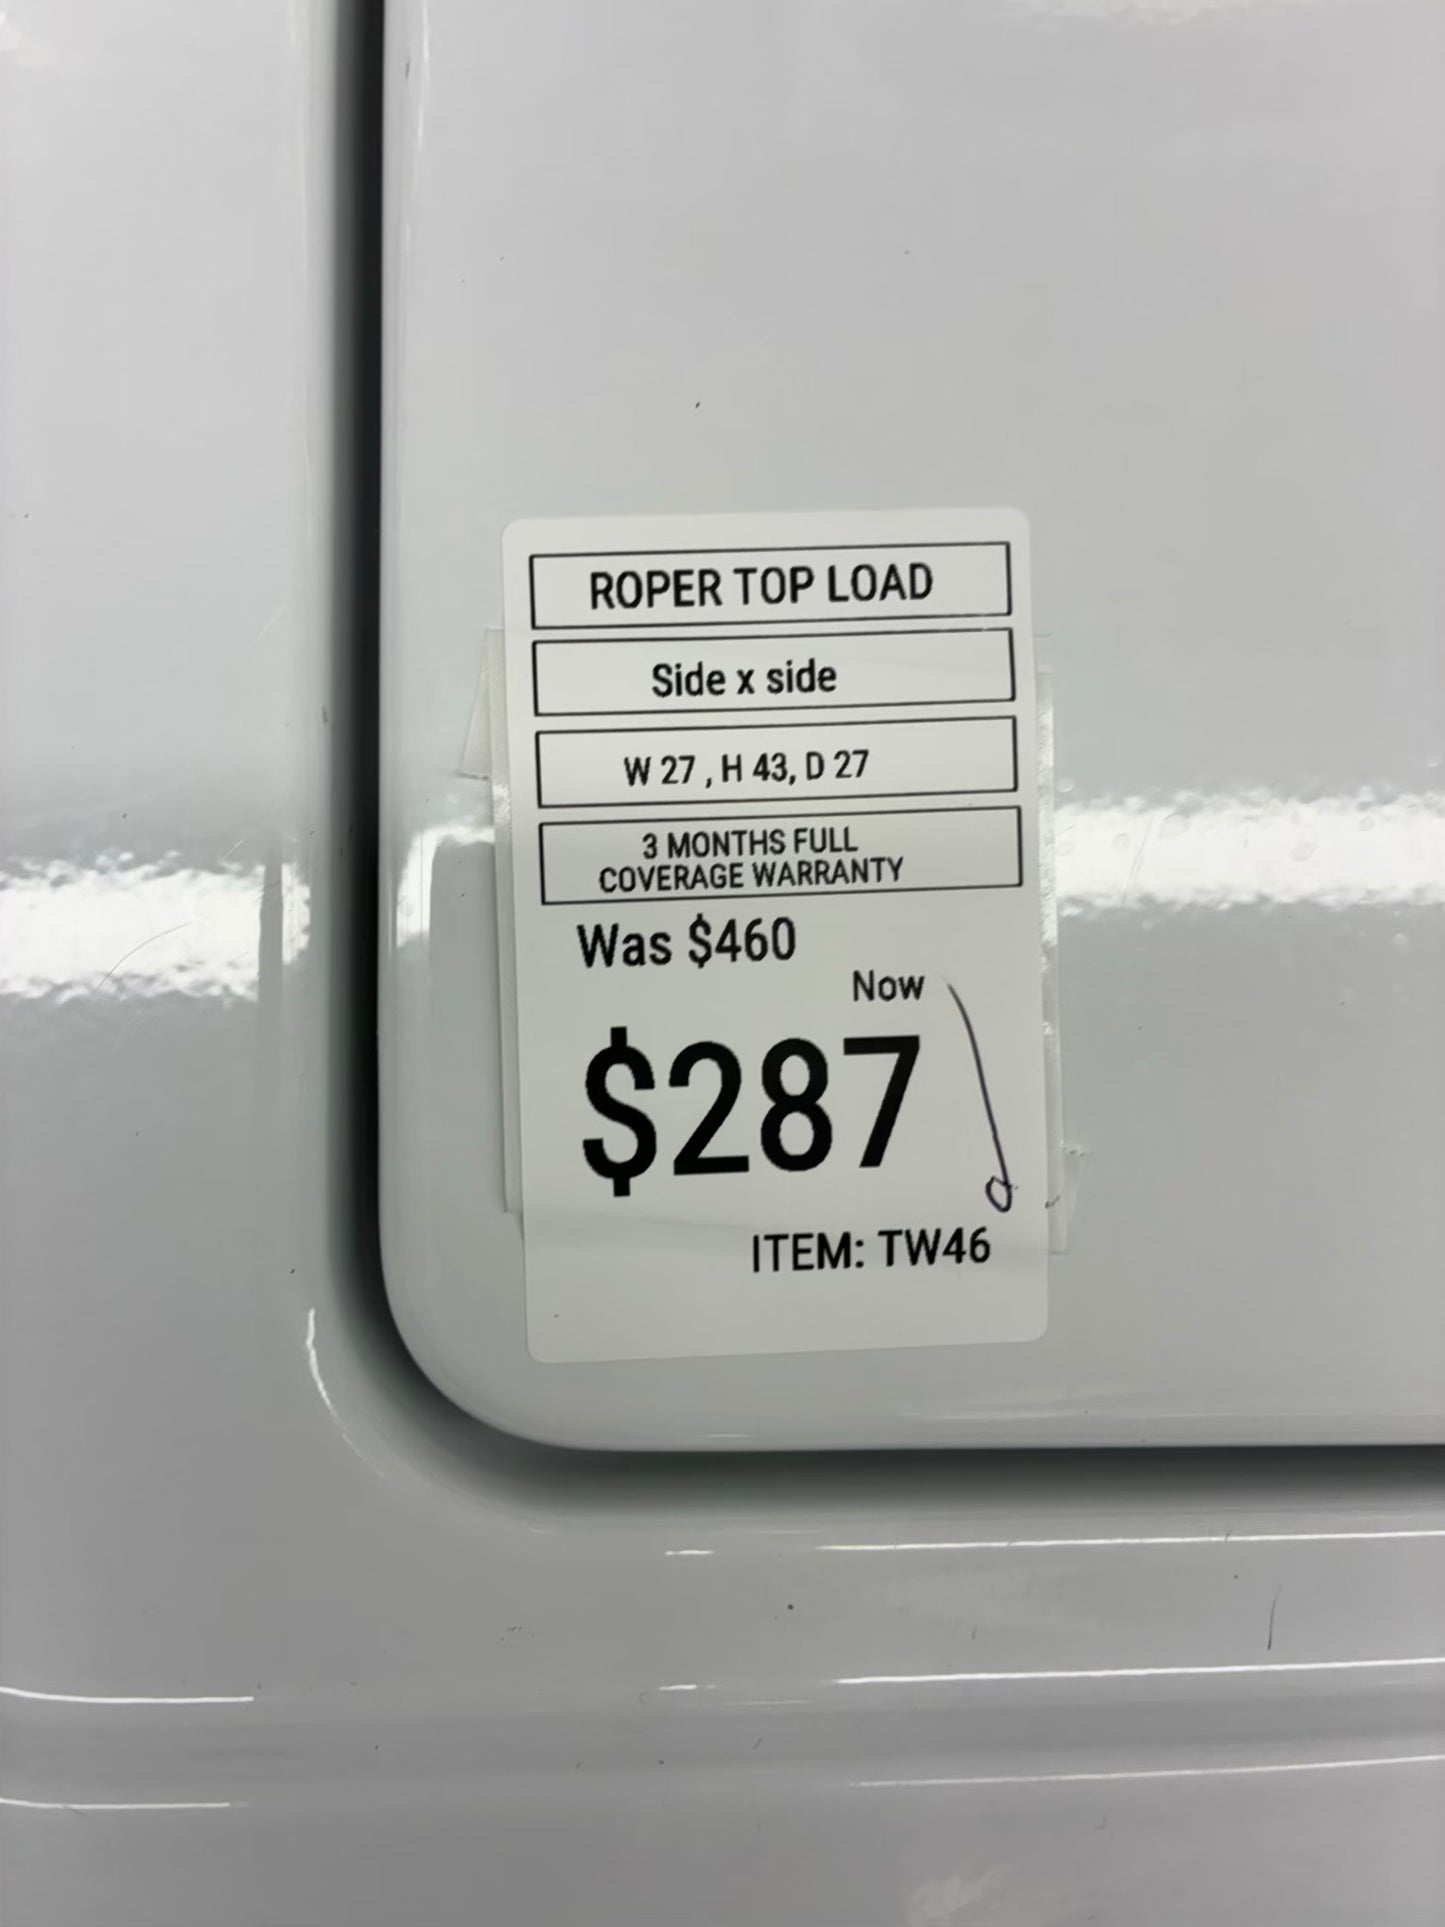 ROPER TOP LOAD
Side x side
W 27 , H 43, D 27
3 MONTHS FULL
COVERAGE WARRANTY
Was $460
Now
$287
ITEM: TW46